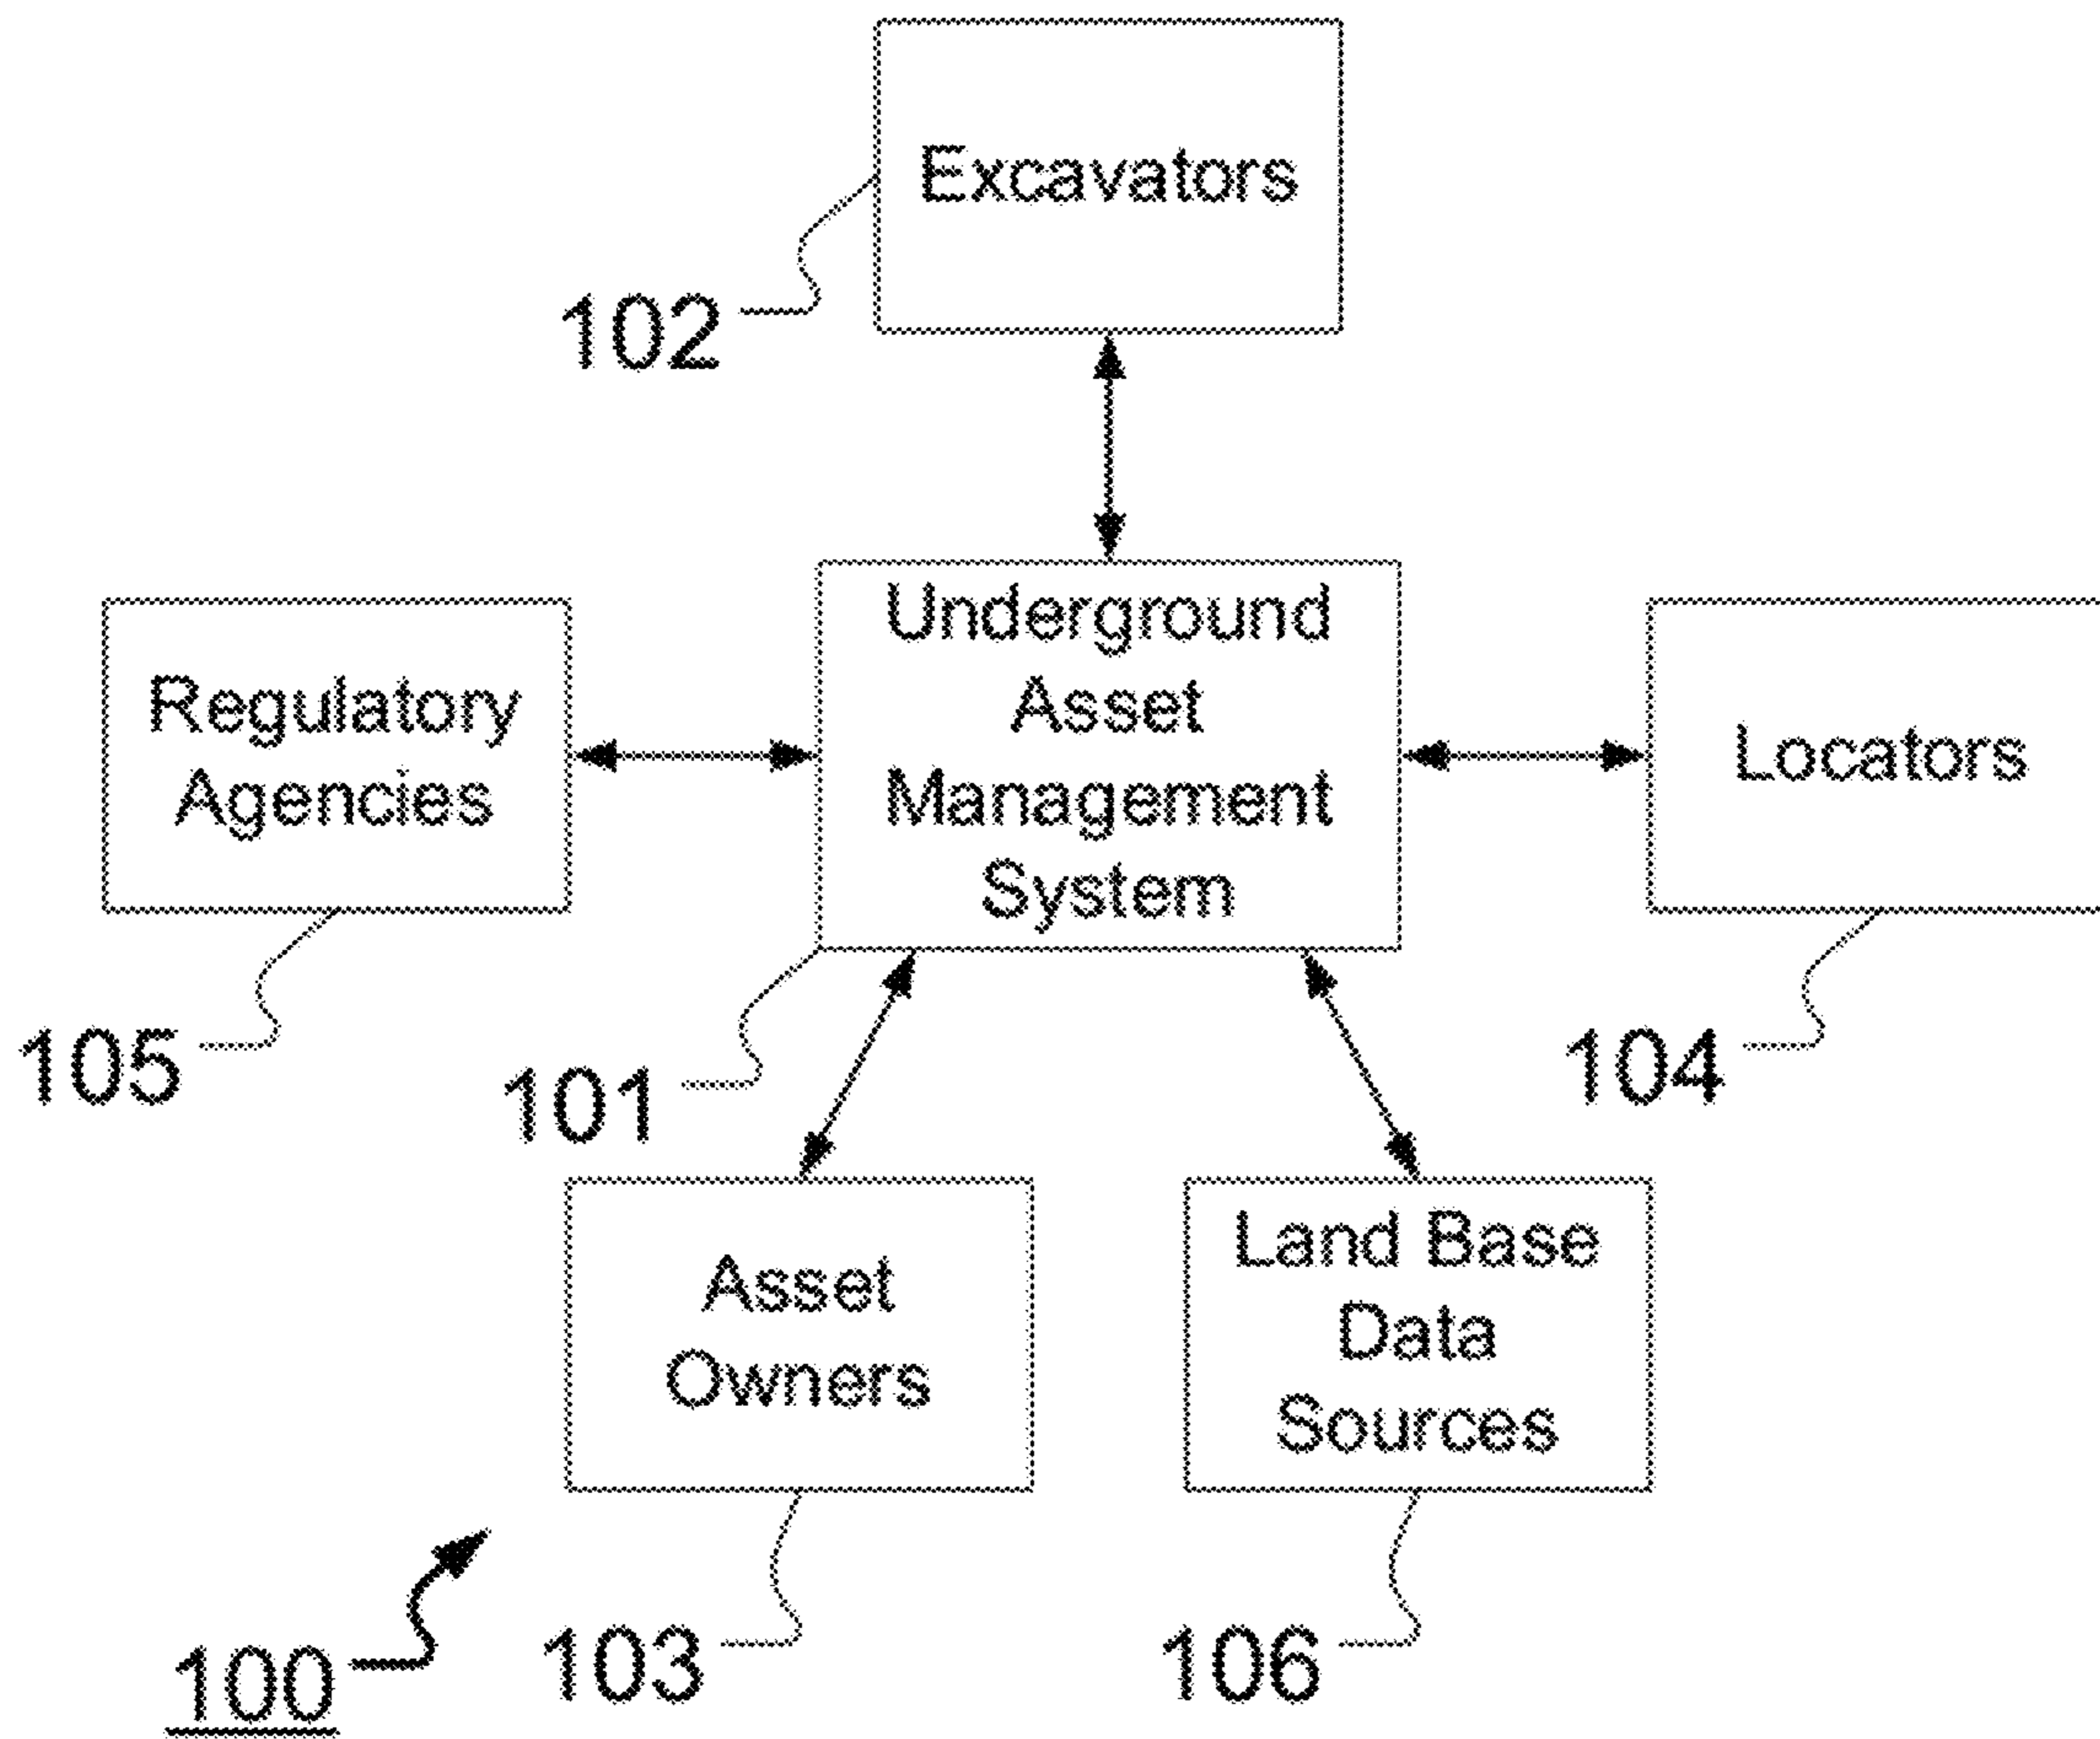 Excavators
102
Underground
Asset
Management
System
Regulatory
Agencies
Locators
105
101
104
Asset
Owners
Land Base
Data
Sources
100
103
106